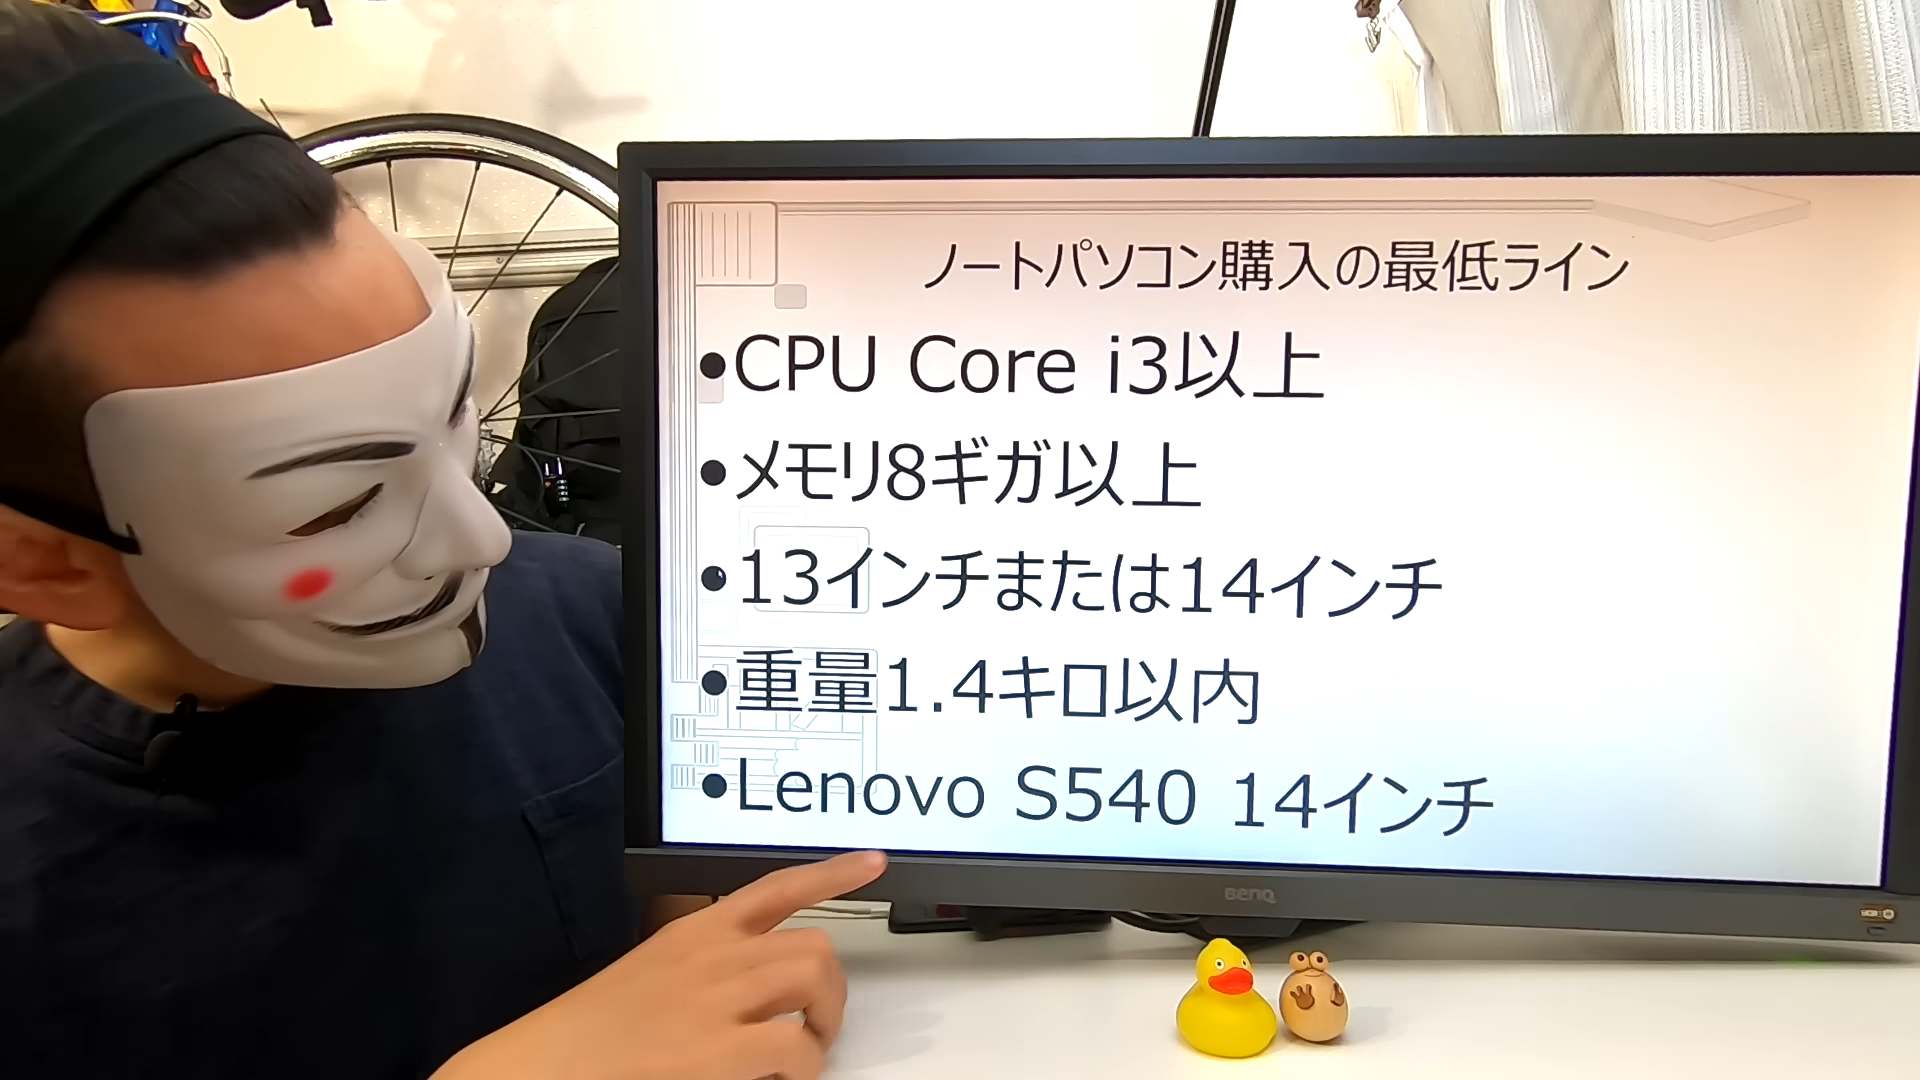 ノートパソコン購入の最低ライン
•CPU Core i3以上
•メモリ8ギガ以上
•13インチまたは14インチ
•重量1.4キロ以内
•Lenovo S540 14インチ
BenQ